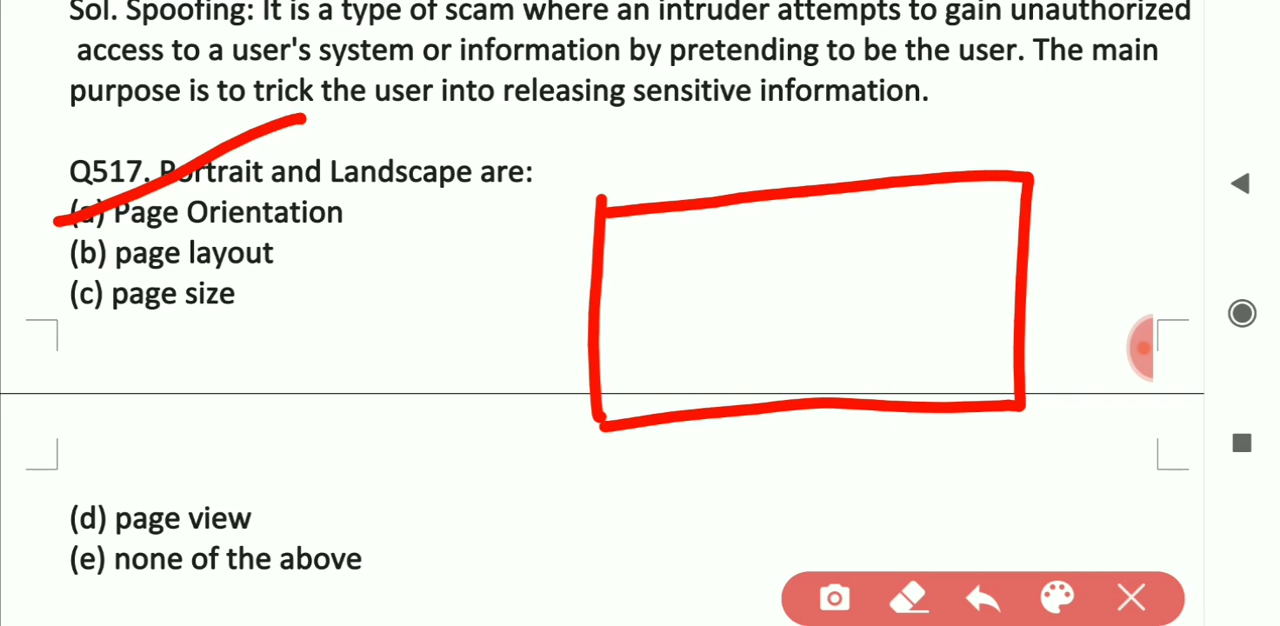 Sol. Spoofing: It is a type of scam where an intruder attempts to gain unauthorized
access to a user's system or information by pretending to be the user. The main
purpose is to trick the user into releasing sensitive information.
Q517. Portrait and Landscape are:
(a) Page Orientation
(b) page layout
(c) page size
(d) page view
(e) none of the above